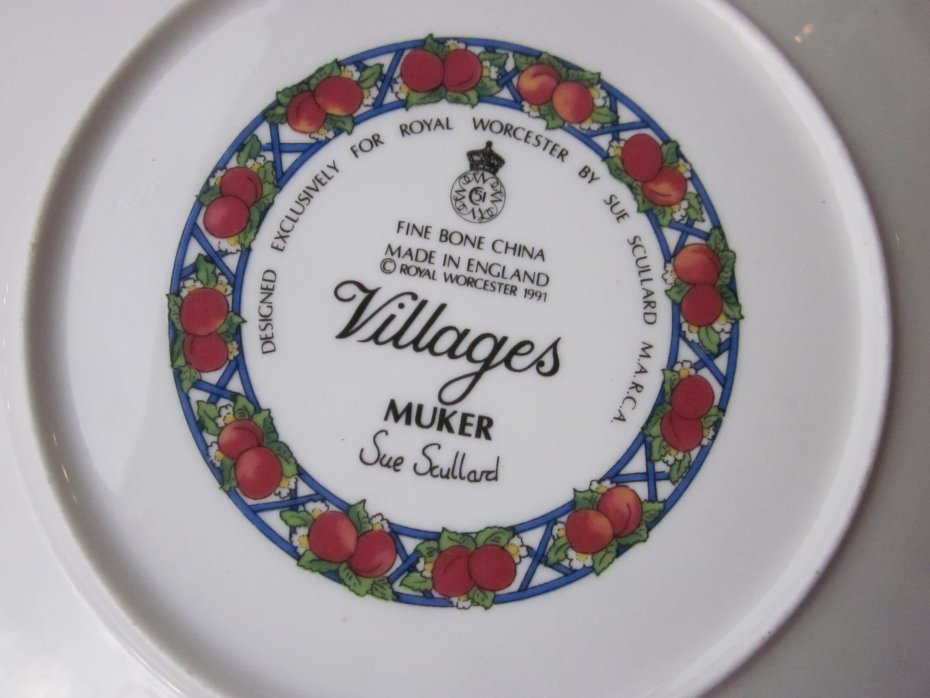 DESIGNED EXCLUSIVELY FOR ROYAL WORCESTER BY SUE SCULLARD M.A.R.C.A.
51
FINE BONE CHINA
MADE IN ENGLAND
© ROYAL WORCESTER 1991
Villages
MUKER
Sue Scullard